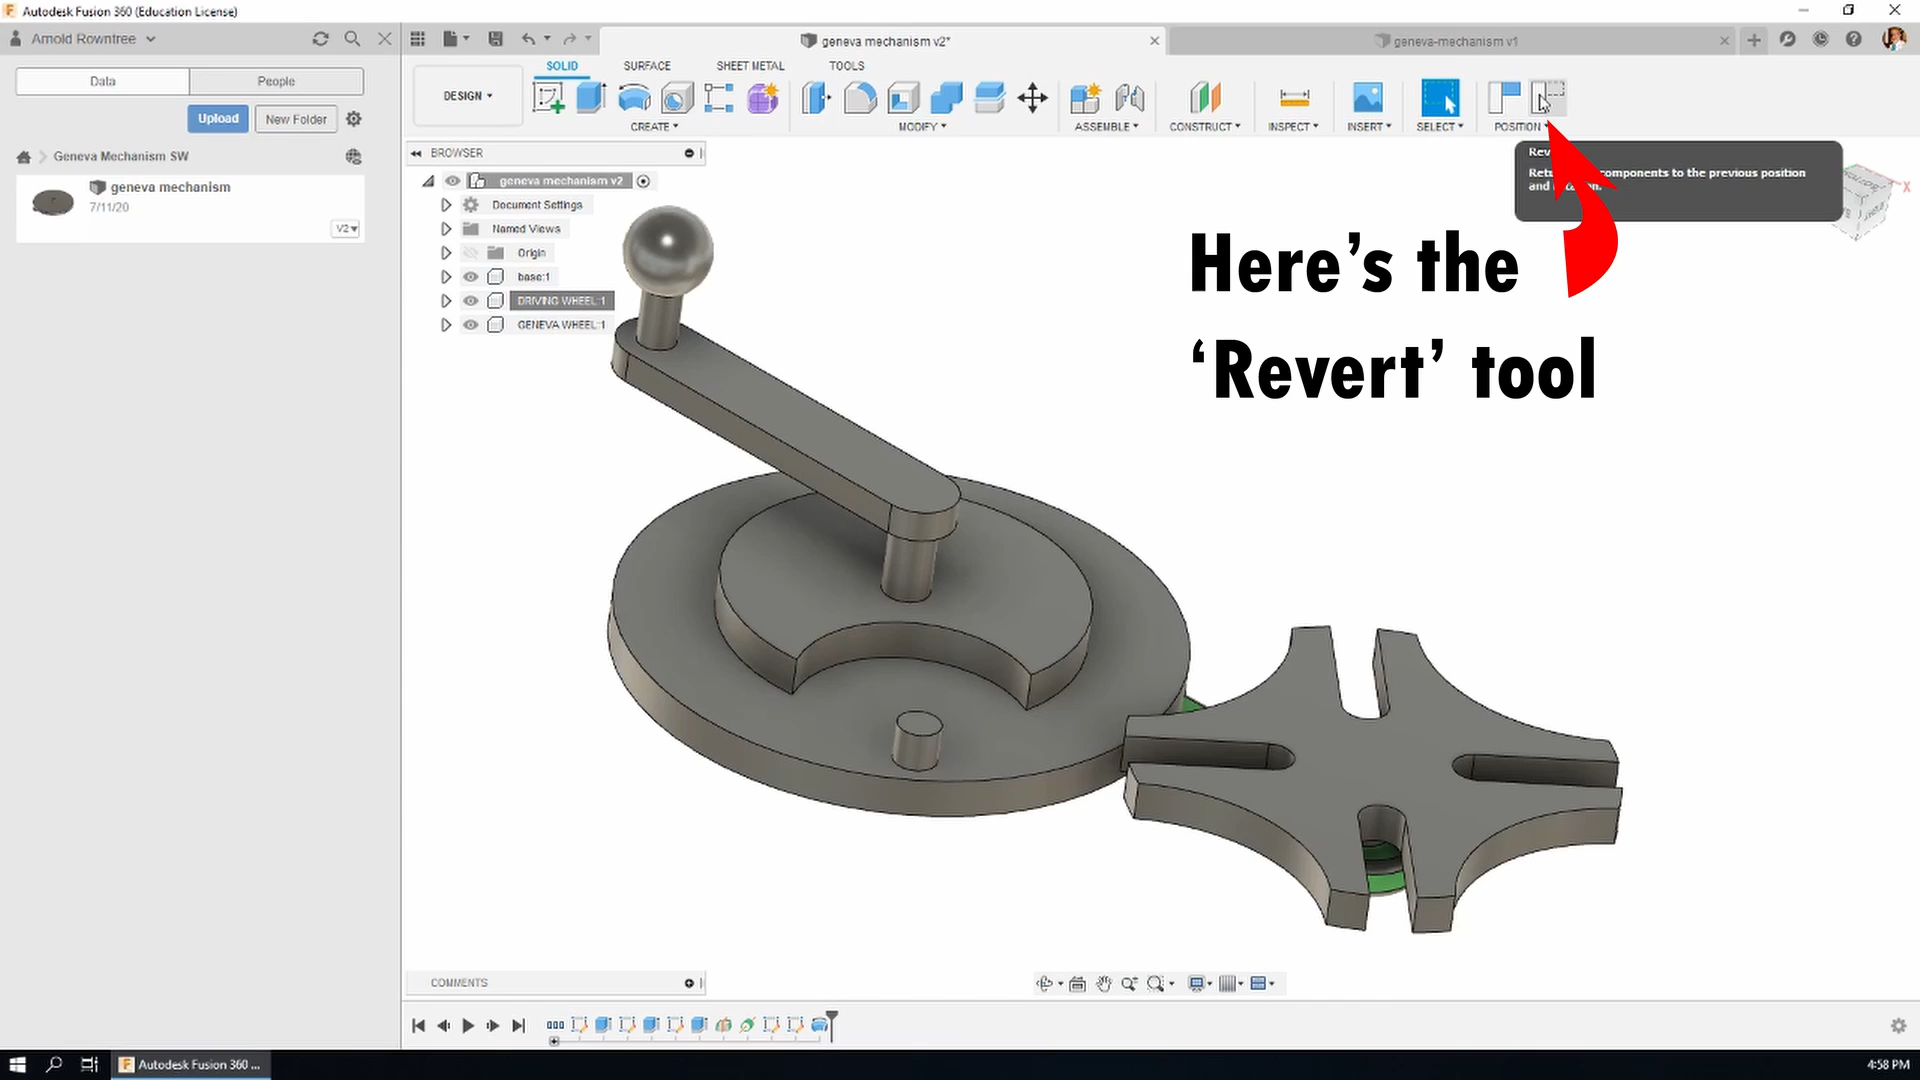 Autodesk Fusion 360 (Education License)
Arnold Rowntree
Data
People
Upload
New Folder
Geneva Mechanism SW
geneva mechanism
7/11/20
V2
geneva mechanism v2*
geneva-mechanism v1
SOLID
SURFACE
SHEET METAL
TOOLS
DESIGN
CREATE
MODIFY
ASSEMBLE
CONSTRUCT
INSPECT
INSERT
SELECT
POSITION
BROWSER
geneva mechanism v2
Document Settings
Named Views
Origin
base:1
DRIVING WHEEL:1
GENEVA WHEEL:1
components to the previous position
and
X
Here’s the
‘Revert’ tool
COMMENTS
Autodesk Fusion 360 ...
4:58 PM